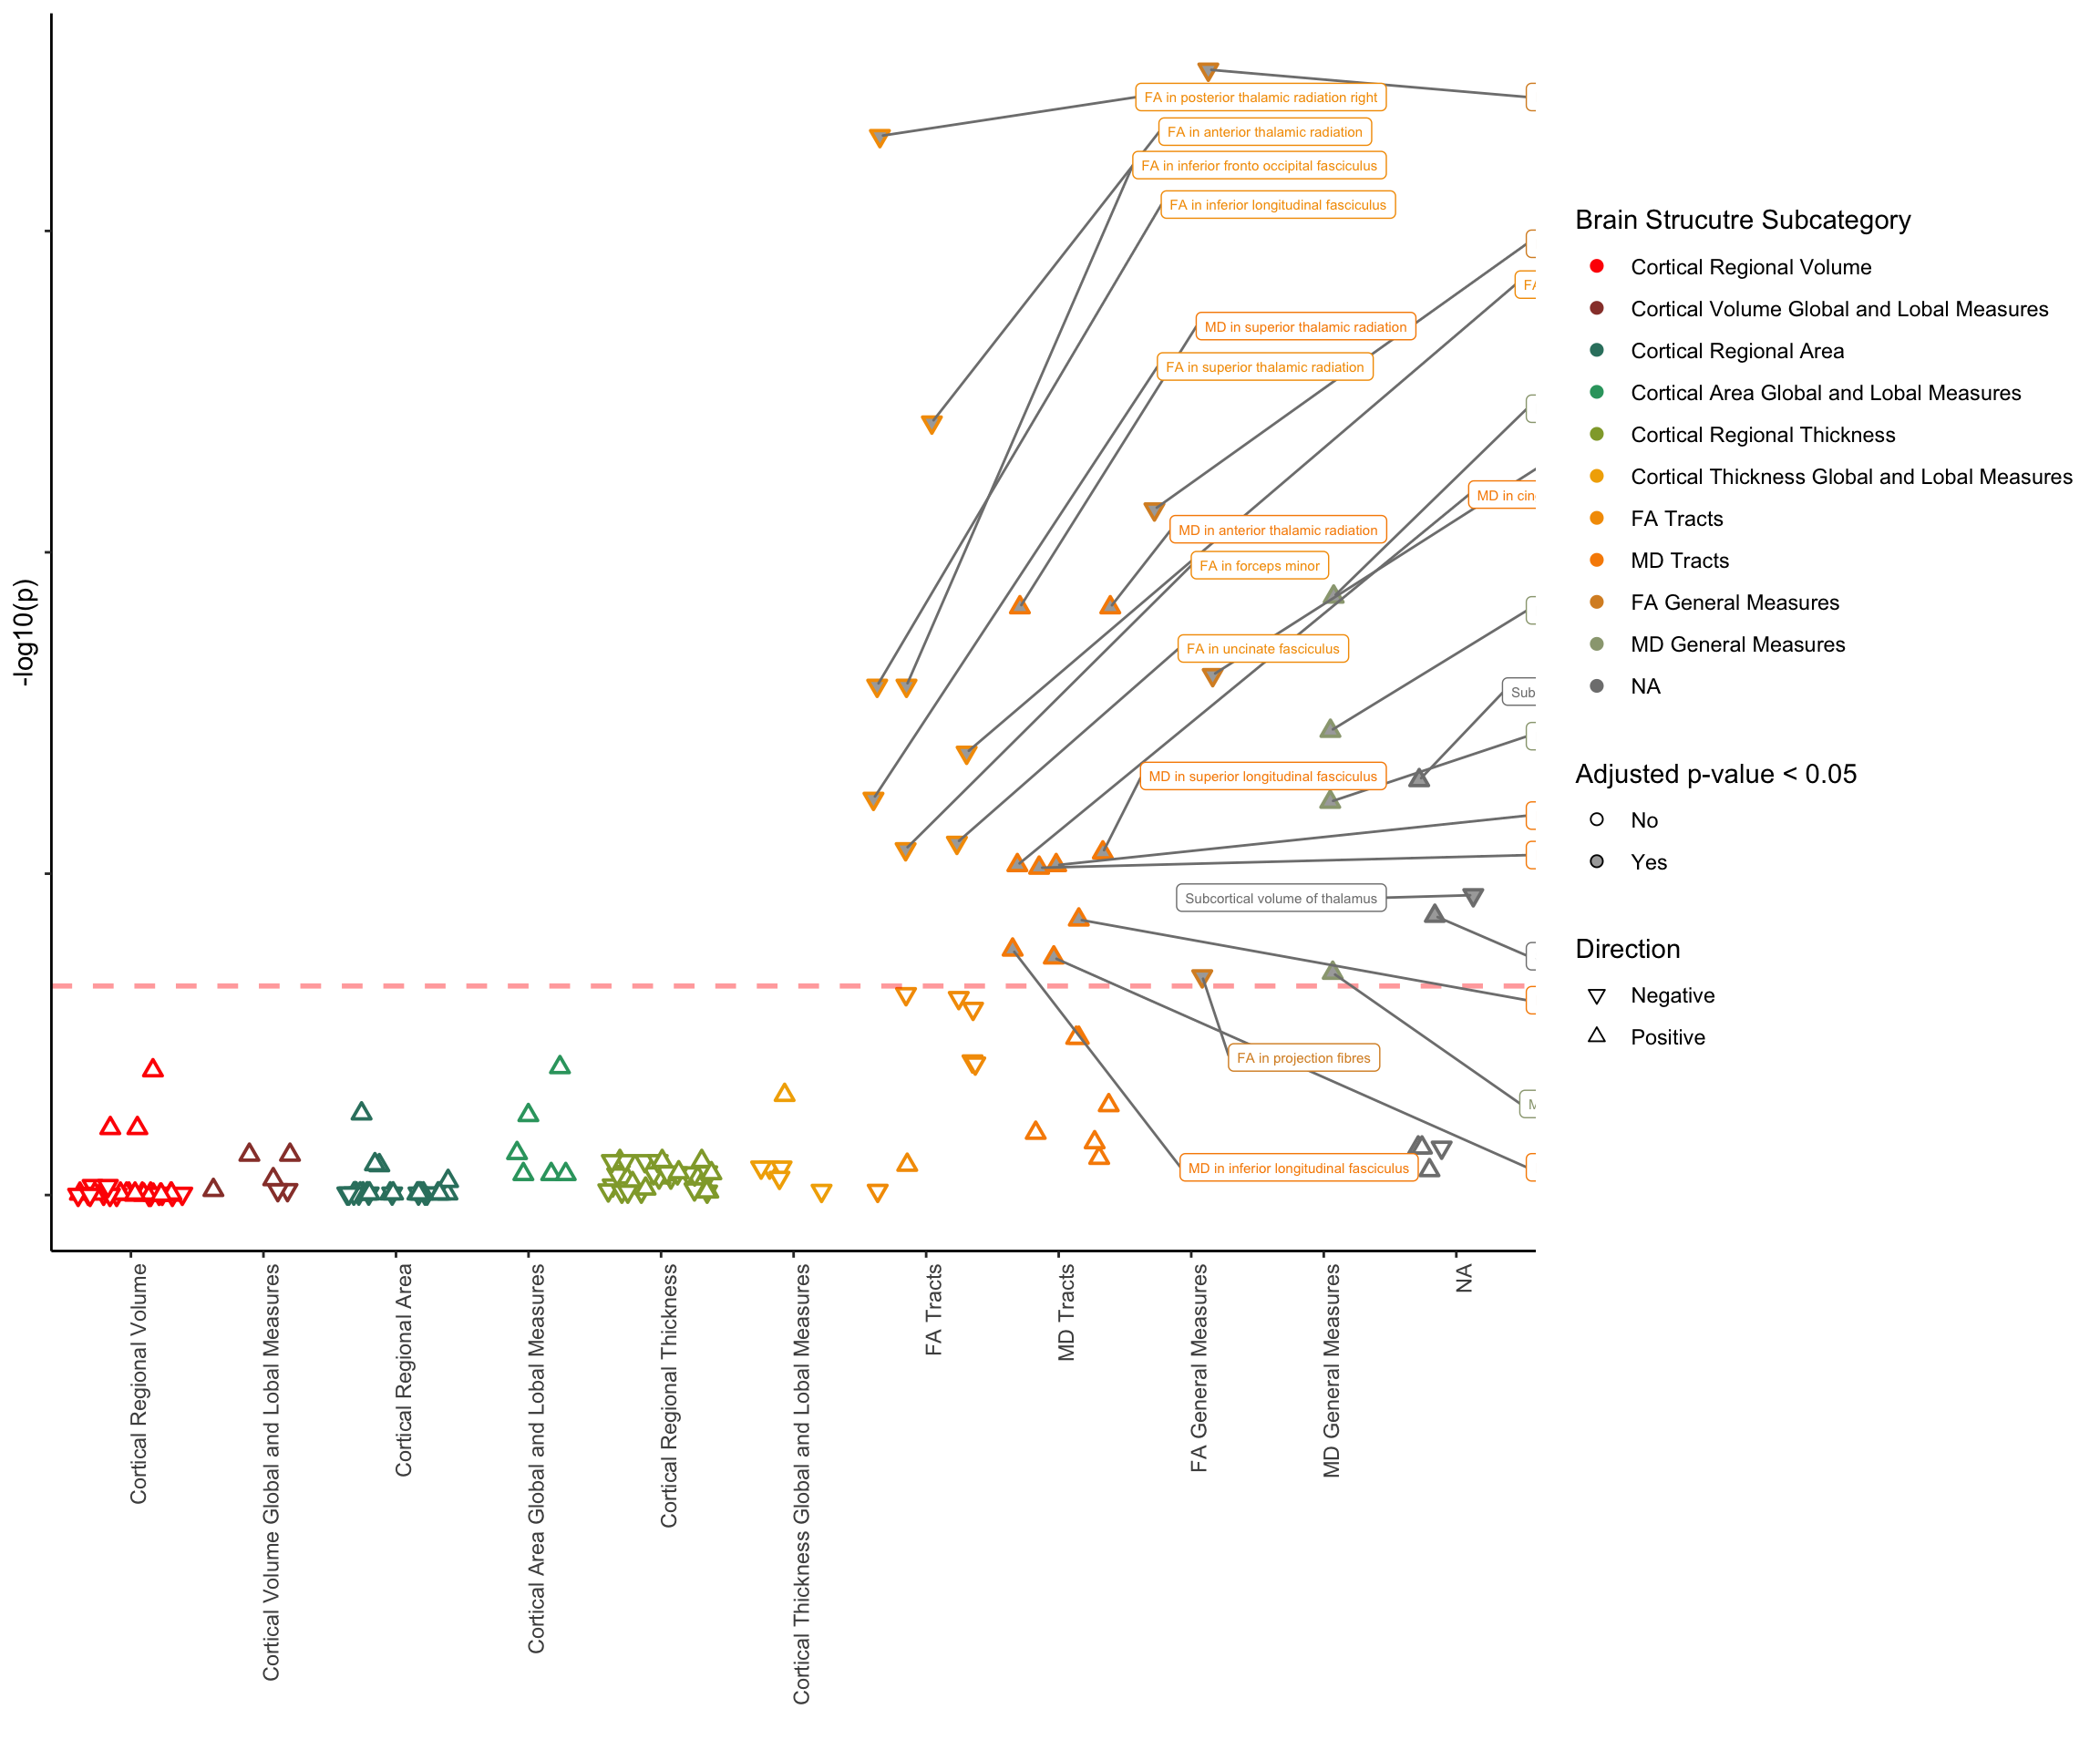 -log10(p)
FA in posterior thalamic radiation right
FA in anterior thalamic radiation
FA in inferior fronto occipital fasciculus
FA in inferior longitudinal fasciculus
FA
MD in superior thalamic radiation
FA in superior thalamic radiation
MD in cin
MD in anterior thalamic radiation
FA in forceps minor
FA in uncinate fasciculus
Sub
MD in superior longitudinal fasciculus
Subcortical volume of thalamus
FA in projection fibres
M
MD in inferior longitudinal fasciculus
Cortical Regional Volume
Cortical Volume Global and Lobal Measures
Cortical Regional Area
Cortical Area Global and Lobal Measures
Cortical Regional Thickness
Cortical Thickness Global and Lobal Measures
FA Tracts
MD Tracts
FA General Measures
MD General Measures
NA
Brain Strucutre Subcategory
Cortical Regional Volume
Cortical Volume Global and Lobal Measures
Cortical Regional Area
Cortical Area Global and Lobal Measures
Cortical Regional Thickness
Cortical Thickness Global and Lobal Measures
FA Tracts
MD Tracts
FA General Measures
MD General Measures
NA
Adjusted p-value < 0.05
No
Yes
Direction
Negative
Positive